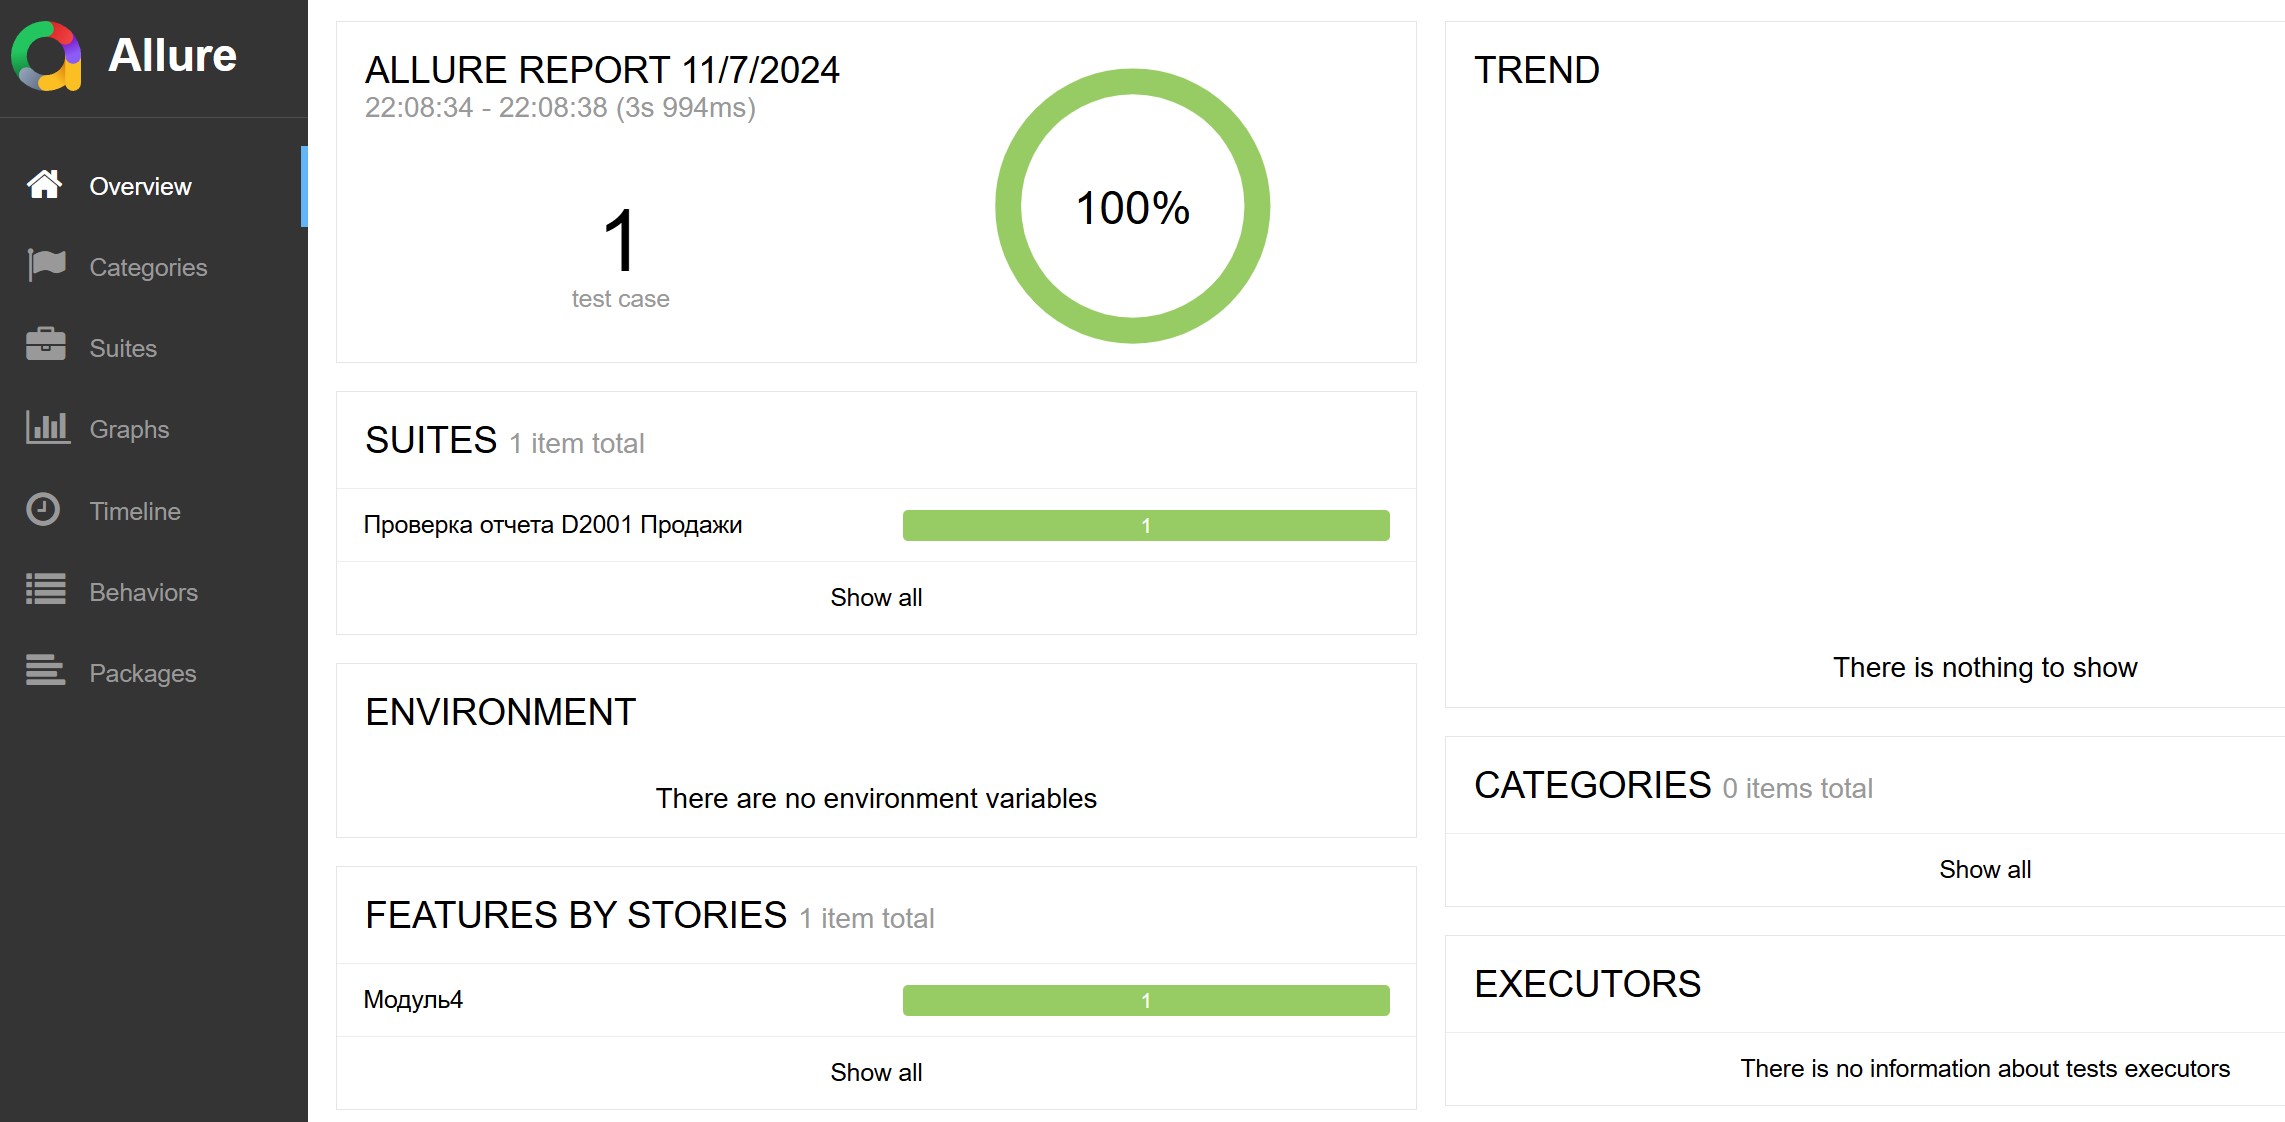 Allure
Overview
Categories
Suites
Graphs
Timeline
Behaviors
Packages
ALLURE REPORT 11/7/2024
22:08:34 - 22:08:38 (3s 994ms)
1
test case
100%
SUITES 1 item total
Проверка отчета D2001 Продажи 1
Show all
ENVIRONMENT
There are no environment variables
FEATURES BY STORIES 1 item total
Модуль4 1
Show all
TREND
There is nothing to show
CATEGORIES 0 items total
Show all
EXECUTORS
There is no information about tests executors